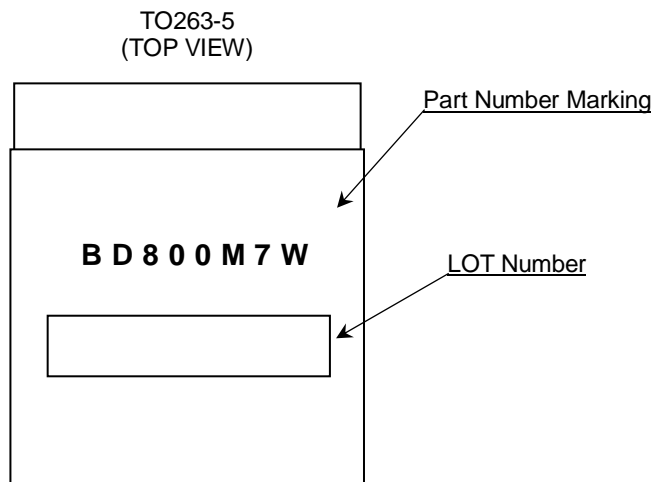 TO263-5
(TOP VIEW)
Part Number Marking
B D 8 0 0 M 7 W
LOT Number